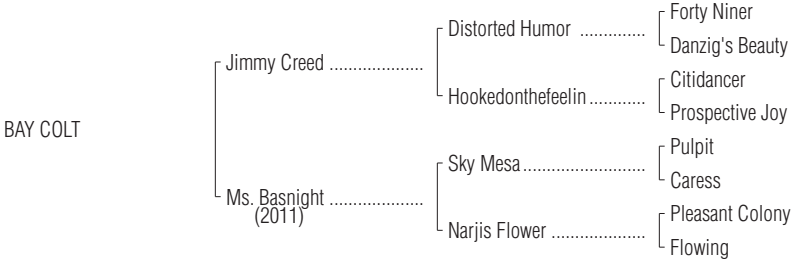 Forty Niner
Distorted Humor ..............
Danzig's Beauty
Jimmy Creed ....................
Citidancer
Hookedonthefeelin ............
Prospective Joy
BAY COLT
Pulpit
Sky Mesa ..........................
Caress
Ms. Basnight ....................
(2011)
Pleasant Colony
Narjis Flower ....................
Flowing